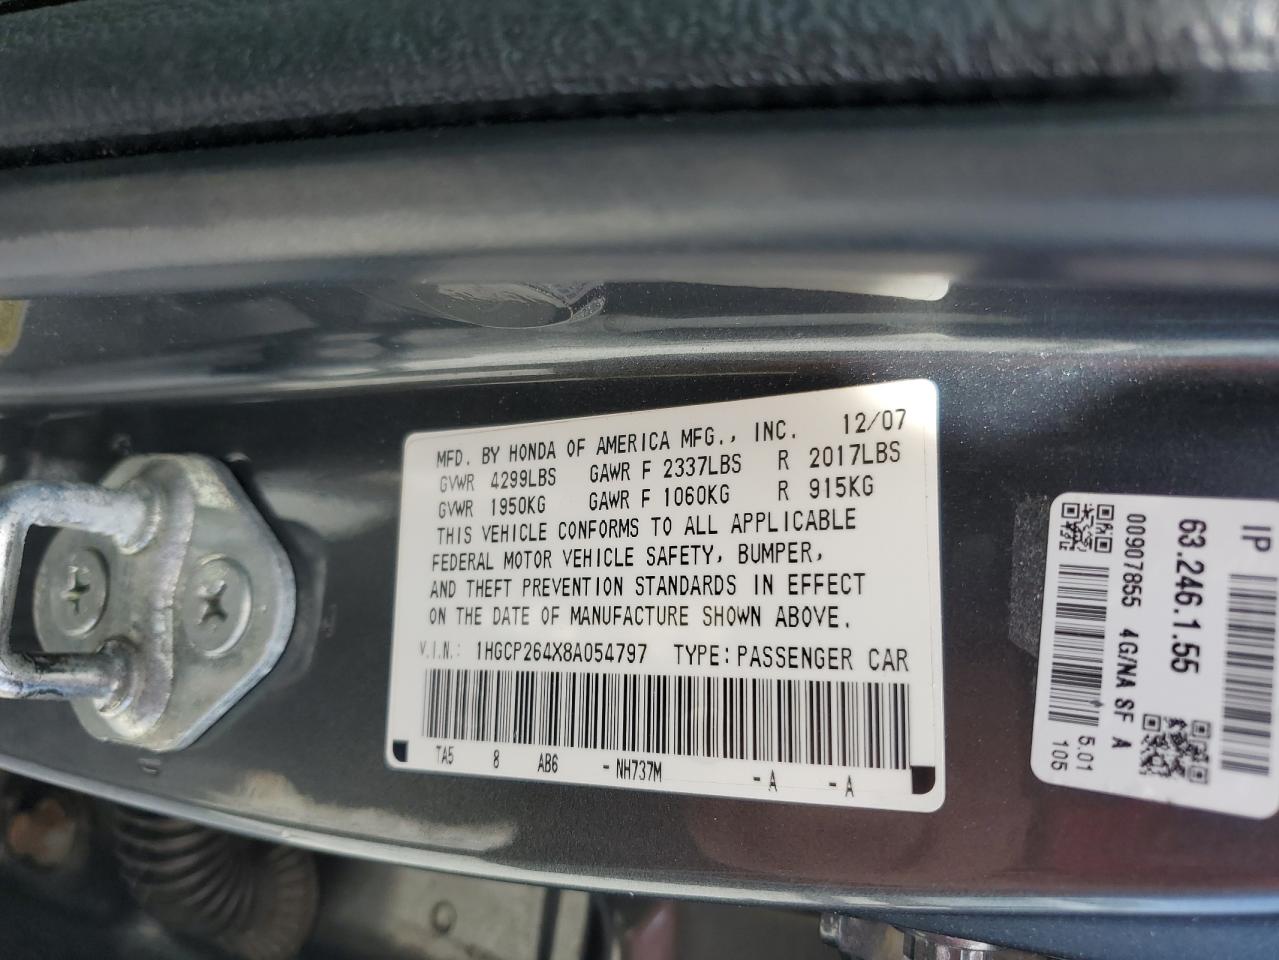 MFD. BY HONDA OF AMERICA MFG., INC. 12/07
GVWR 4299LBS GAWR F 2337LBS R 2017LBS
GVWR 1950KG GAWR F 1060KG R 915KG
THIS VEHICLE CONFORMS TO ALL APPLICABLE
FEDERAL MOTOR VEHICLE SAFETY, BUMPER,
AND THEFT PREVENTION STANDARDS IN EFFECT
ON THE DATE OF MANUFACTURE SHOWN ABOVE.
V.I.N.: 1HGCP264X8A054797 TYPE:PASSENGER CAR
TA5 8 AB6 -NH737M -A -A
IP
63.246.1.55
00907855 4G/NA SF A
5.01
105